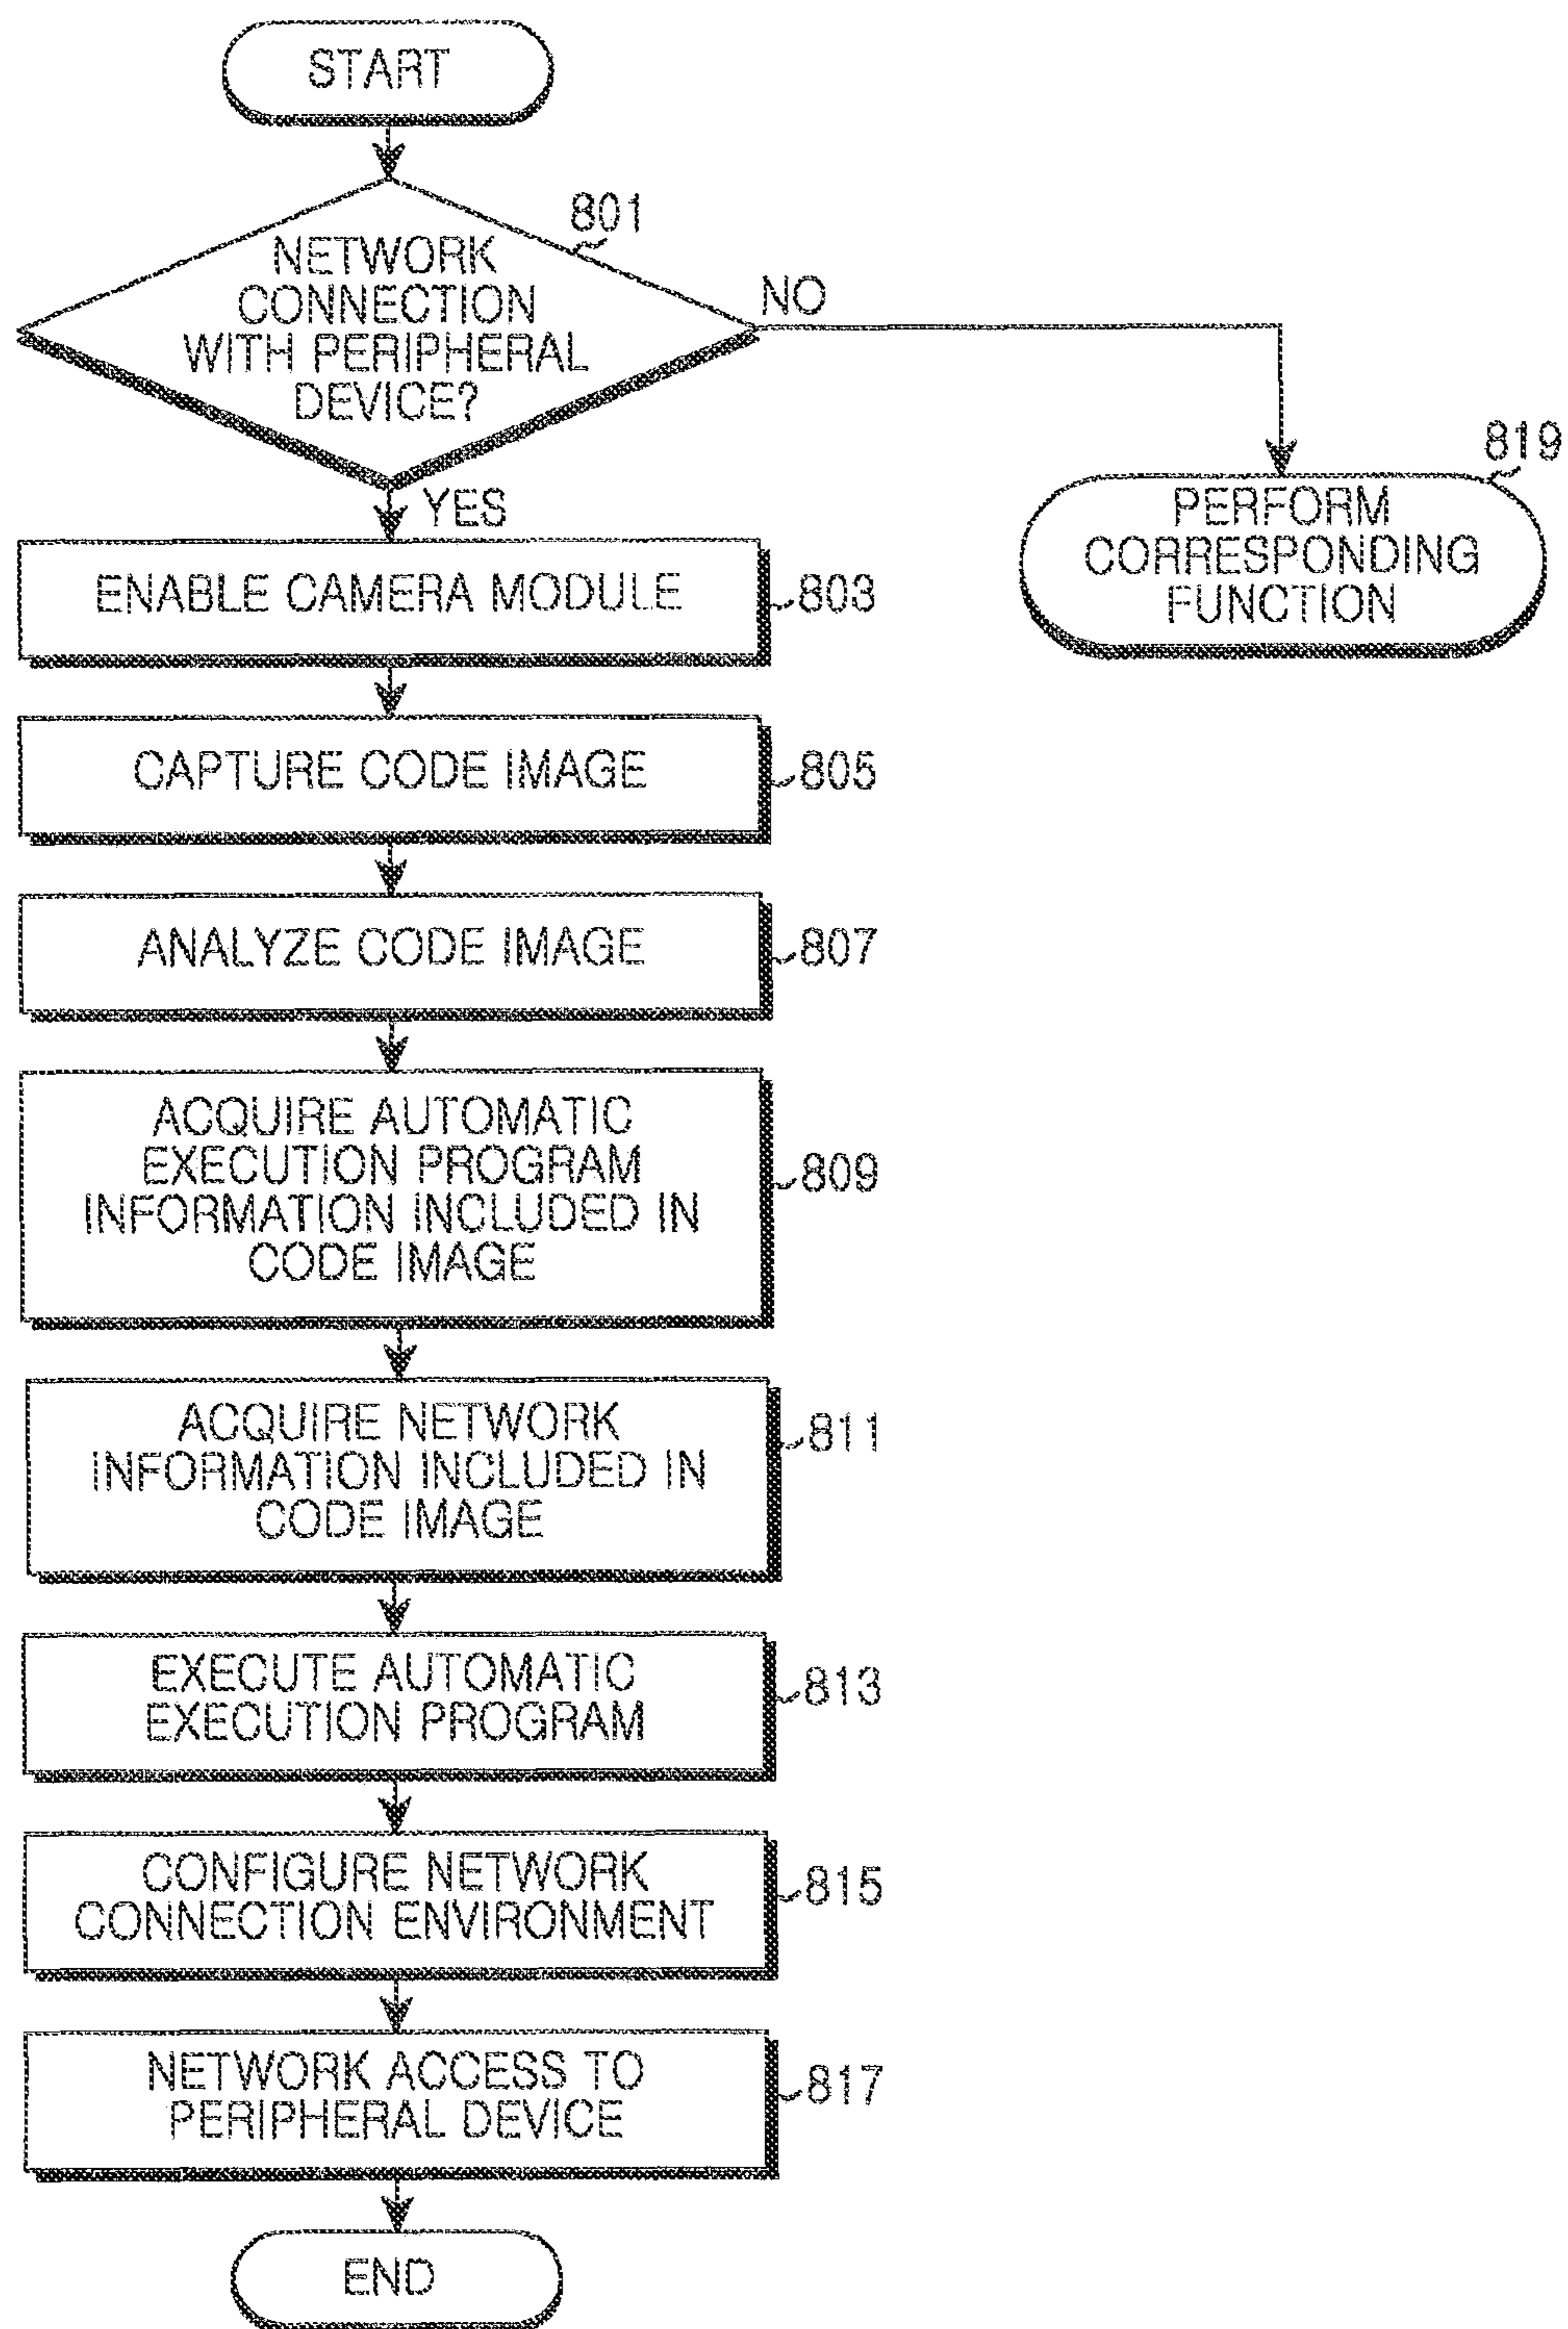 START
801
NETWORK
CONNECTION
WITH PERIPHERAL
DEVICE?
NO
YES
819
PERFORM
CORRESPONDING
FUNCTION
ENABLE CAMERA MODULE
803
CAPTURE CODE IMAGE
805
ANALYZE CODE IMAGE
807
ACQUIRE AUTOMATIC
EXECUTION PROGRAM
INFORMATION INCLUDED IN
CODE IMAGE
809
ACQUIRE NETWORK
INFORMATION INCLUDED IN
CODE IMAGE
811
EXECUTE AUTOMATIC
EXECUTION PROGRAM
813
CONFIGURE NETWORK
CONNECTION ENVIRONMENT
815
NETWORK ACCESS TO
PERIPHERAL DEVICE
817
END